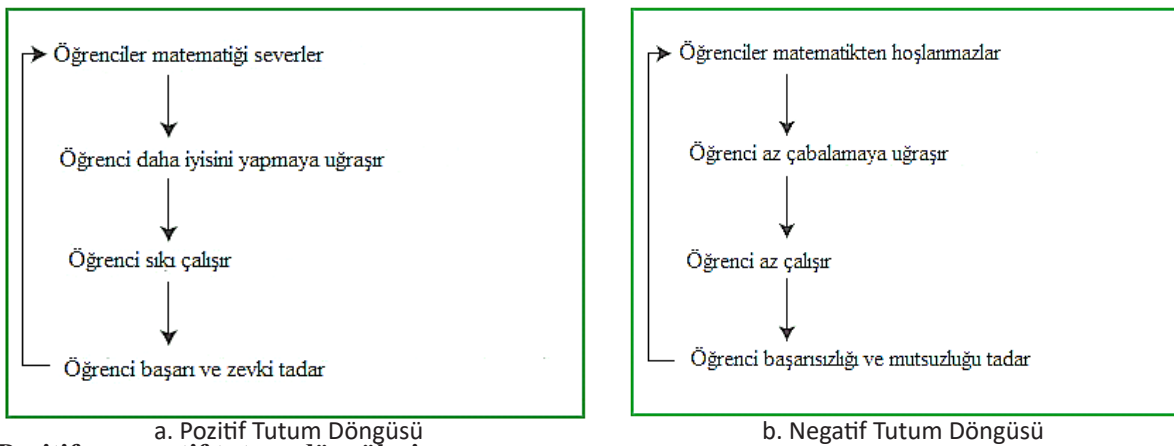 Öğrenciler matematiği severler
Öğrenci daha iyisini yapmaya uğraşır
Öğrenci sıkı çalışır
Öğrenci başarı ve zevki tadar
a. Pozitif Tutum Döngüsü
Öğrenciler matematikten hoşlanmazlar
Öğrenci az çabalamaya uğraşır
Öğrenci az çalışır
Öğrenci başarısızlığı ve mutsuzluğu tadar
b. Negatif Tutum Döngüsü